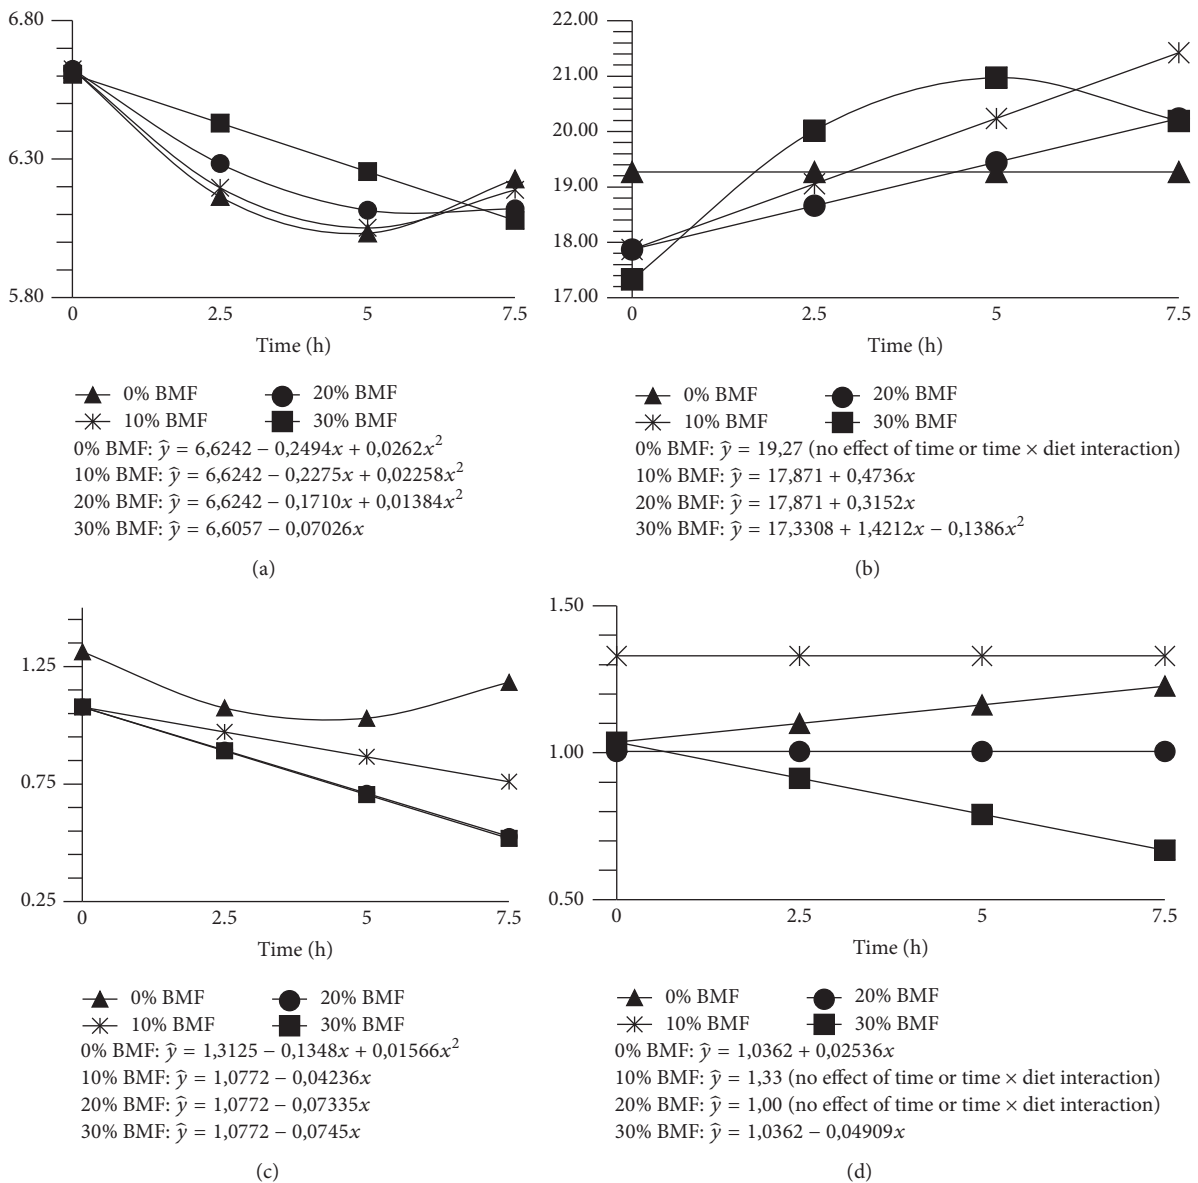 6.80
6.30
5.80
0 2.5 5 7.5
Time (h)
0% BMF 20% BMF
10% BMF 30% BMF
0% BMF: ŷ = 6,6242 − 0,2494x + 0,0262x²
10% BMF: ŷ = 6,6242 − 0,2275x + 0,02258x²
20% BMF: ŷ = 6,6242 − 0,1710x + 0,01384x²
30% BMF: ŷ = 6,6057 − 0,07026x
(a)
22.00
21.00
20.00
19.00
18.00
17.00
0 2.5 5 7.5
Time (h)
0% BMF 20% BMF
10% BMF 30% BMF
0% BMF: ŷ = 19,27 (no effect of time or time × diet interaction)
10% BMF: ŷ = 17,871 + 0,4736x
20% BMF: ŷ = 17,871 + 0,3152x
30% BMF: ŷ = 17,3308 + 1,4212x − 0,1386x²
(b)
1.25
0.75
0.25
0 2.5 5 7.5
Time (h)
0% BMF 20% BMF
10% BMF 30% BMF
0% BMF: ŷ = 1,3125 − 0,1348x + 0,01566x²
10% BMF: ŷ = 1,0772 − 0,04236x
20% BMF: ŷ = 1,0772 − 0,07335x
30% BMF: ŷ = 1,0772 − 0,0745x
(c)
1.50
1.00
0.50
0 2.5 5 7.5
Time (h)
0% BMF 20% BMF
10% BMF 30% BMF
0% BMF: ŷ = 1,0362 + 0,02536x
10% BMF: ŷ = 1,33 (no effect of time or time × diet interaction)
20% BMF: ŷ = 1,00 (no effect of time or time × diet interaction)
30% BMF: ŷ = 1,0362 − 0,04909x
(d)